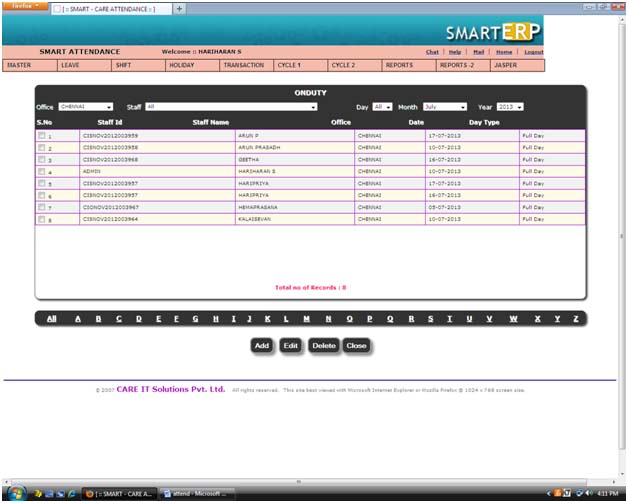 Firefox
[ :: SMART - CARE ATTENDANCE :: ]
SMARTERP
SMART ATTENDANCE Welcome :: HARIHARAN S Chat | Help | Mail | Home | Logout
MASTER LEAVE SHIFT HOLIDAY TRANSACTION CYCLE 1 CYCLE 2 REPORTS REPORTS -2 JASPER
ONDUTY
Office CHENNAI Staff All Day All Month July Year 2013
S.No Staff Id Staff Name Office Date Day Type
1 CISNOV2012003959 ARUN P CHENNAI 17-07-2013 Full Day
2 CISNOV2012003958 ARUN PRASADH CHENNAI 10-07-2013 Full Day
3 CISNOV2012003968 GEETHA CHENNAI 16-07-2013 Full Day
4 ADMIN HARIHARAN S CHENNAI 10-07-2013 Full Day
5 CISNOV2012003957 HARIPRIYA CHENNAI 17-07-2013 Full Day
6 CISNOV2012003957 HARIPRIYA CHENNAI 16-07-2013 Full Day
7 CIONOV2012003967 HEMAPRASANA CHENNAI 05-07-2013 Full Day
8 CISNOV2012003964 KALAISELVAN CHENNAI 10-07-2013 Full Day
Total no of Records : 8
All A B C D E F G H I J K L M N O P Q R S T U V W X Y Z
Add Edit Delete Close
© 2007 CARE IT Solutions Pvt. Ltd. All rights reserved. This site best viewed with Microsoft Internet Explorer or Mozilla Firefox @ 1024 x 768 screen size.
[ :: SMART - CARE A... attend - Microsoft ... 4:11 PM